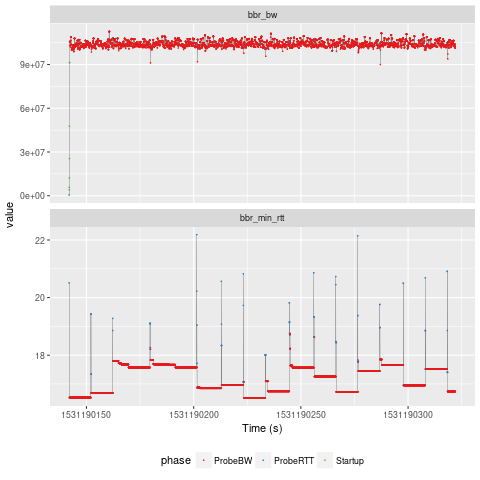 bbr_bw
9e+07
6e+07
3e+07
0e+00
value
bbr_min_rtt
22
20
18
1531190150 1531190200 1531190250 1531190300
Time (s)
phase ProbeBW ProbeRTT Startup